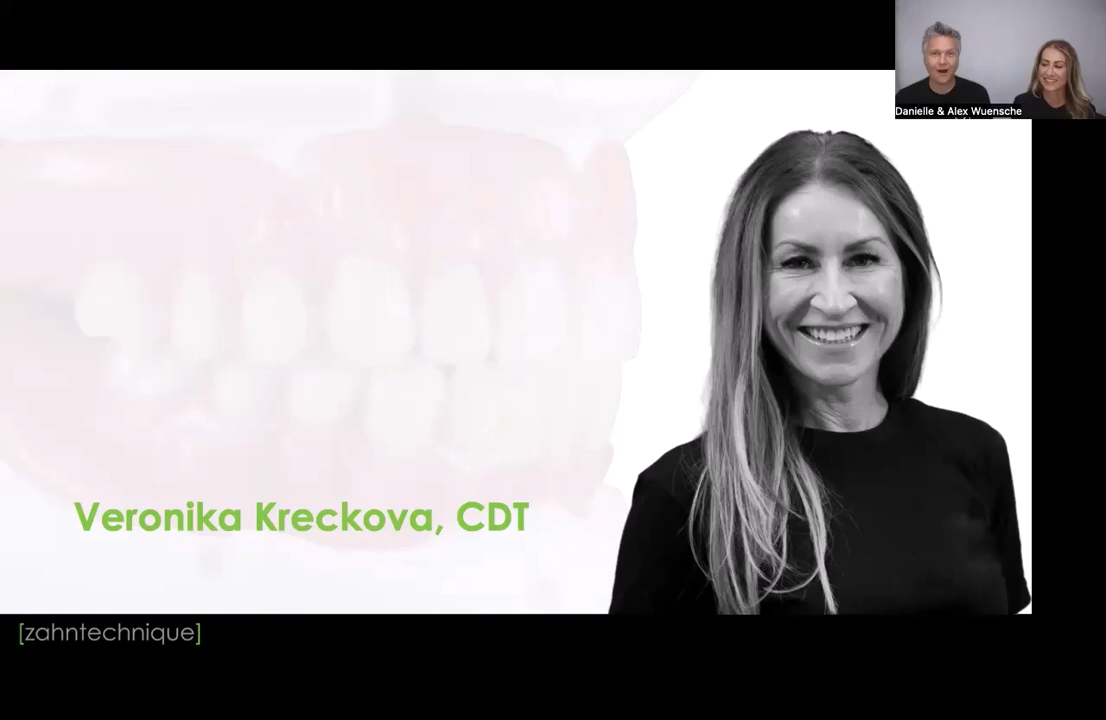 Danielle & Alex Wuensche
Veronika Kreckova, CDT
[zahntechnique]